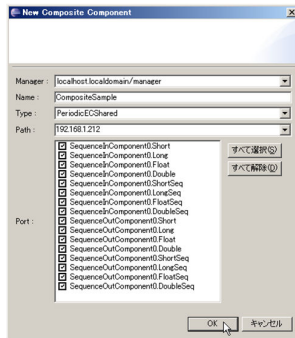 New Composite Component
Manager : localhost.localdomain/manager
Name : CompositeSample
Type : PeriodicECShared
Path : 192.168.1.212
SequenceInComponent0.Short
SequenceInComponent0.Long
SequenceInComponent0.Float
SequenceInComponent0.Double
SequenceInComponent0.ShortSeq
SequenceInComponent0.LongSeq
SequenceInComponent0.FloatSeq
SequenceInComponent0.DoubleSeq
SequenceOutComponent0.Short
SequenceOutComponent0.Long
SequenceOutComponent0.Float
SequenceOutComponent0.Double
SequenceOutComponent0.ShortSeq
SequenceOutComponent0.LongSeq
SequenceOutComponent0.FloatSeq
SequenceOutComponent0.DoubleSeq
Port :
すべて選択(S)
すべて解除(D)
OK
キャンセル